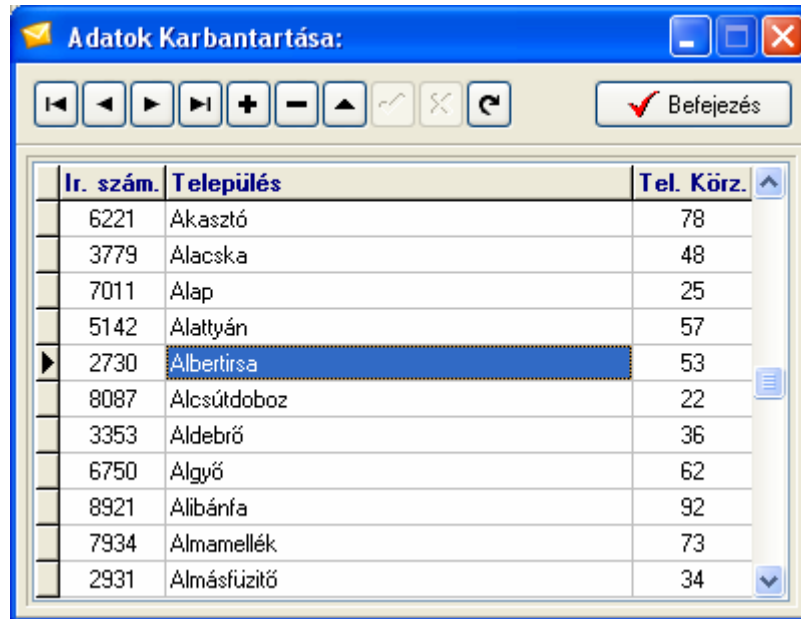 Adatok Karbantartása:
Befejezés
Ir. szám. Település Tel. Körz.
6221 Akasztó 78
3779 Alacska 48
7011 Alap 25
5142 Alattyán 57
2730 Albertirsa 53
8087 Alcsútdoboz 22
3353 Aldebrő 36
6750 Algyő 62
8921 Alibánfa 92
7934 Almamellék 73
2931 Almásfüzitő 34